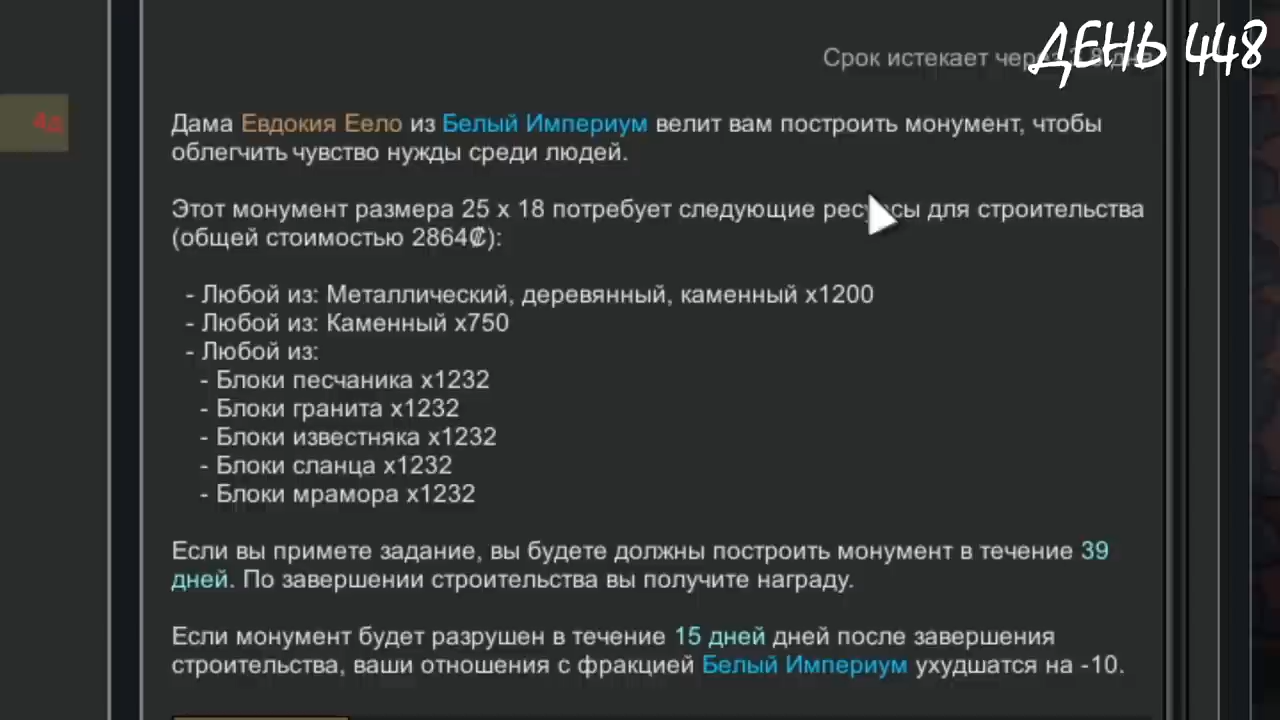 ДЕНЬ 448
Срок истекает
4д
Дама Евдокия Еело из Белый Империум велит вам построить монумент, чтобы
облегчить чувство нужды среди людей.
Этот монумент размера 25 x 18 потребует следующие ресурсы для строительства
(общей стоимостью 2864₡):
- Любой из: Металлический, деревянный, каменный x1200
- Любой из: Каменный x750
- Любой из:
- Блоки песчаника x1232
- Блоки гранита x1232
- Блоки известняка x1232
- Блоки сланца x1232
- Блоки мрамора x1232
Если вы примете задание, вы будете должны построить монумент в течение 39
дней. По завершении строительства вы получите награду.
Если монумент будет разрушен в течение 15 дней дней после завершения
строительства, ваши отношения с фракцией Белый Империум ухудшатся на -10.